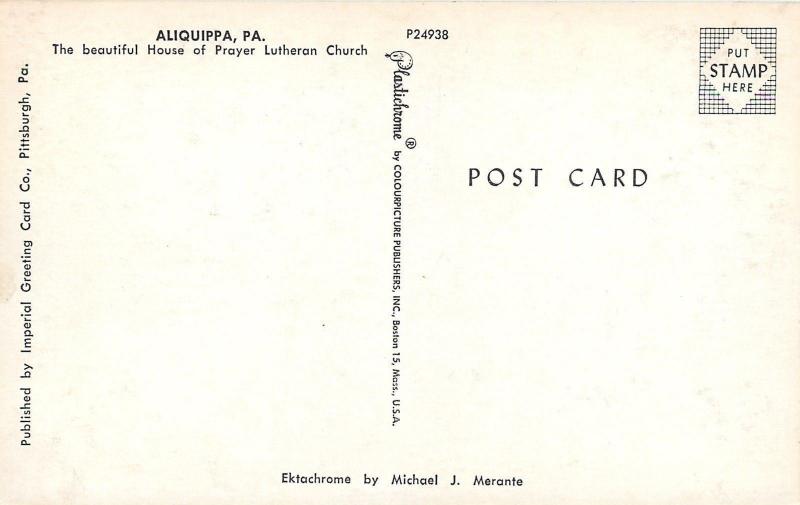 ALIQUIPPA, PA.
The beautiful House of Prayer Lutheran Church
P24938
PUT
STAMP
HERE
Published by Imperial Greeting Card Co., Pittsburgh, Pa.
Plastichrome ® by COLOURPICTURE PUBLISHERS, INC., Boston 15, Mass., U.S.A.
POST CARD
Ektachrome by Michael J. Merante